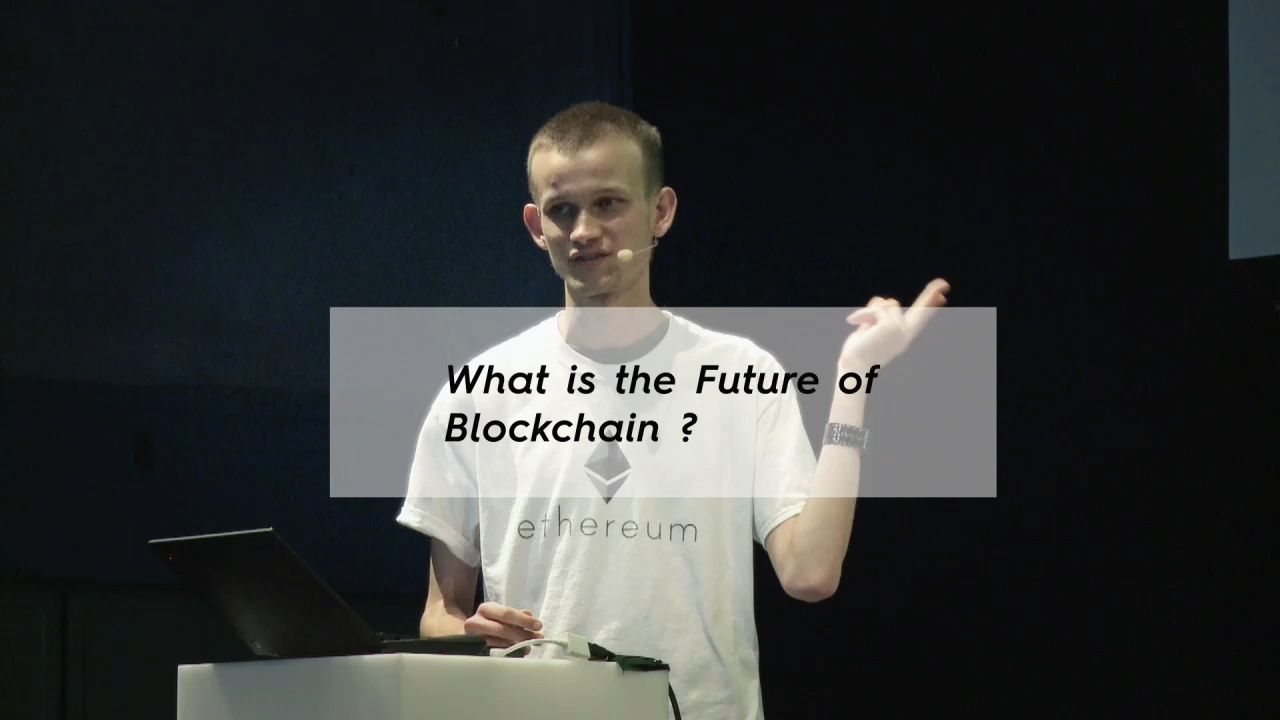 What is the Future of
Blockchain ?
ethereum